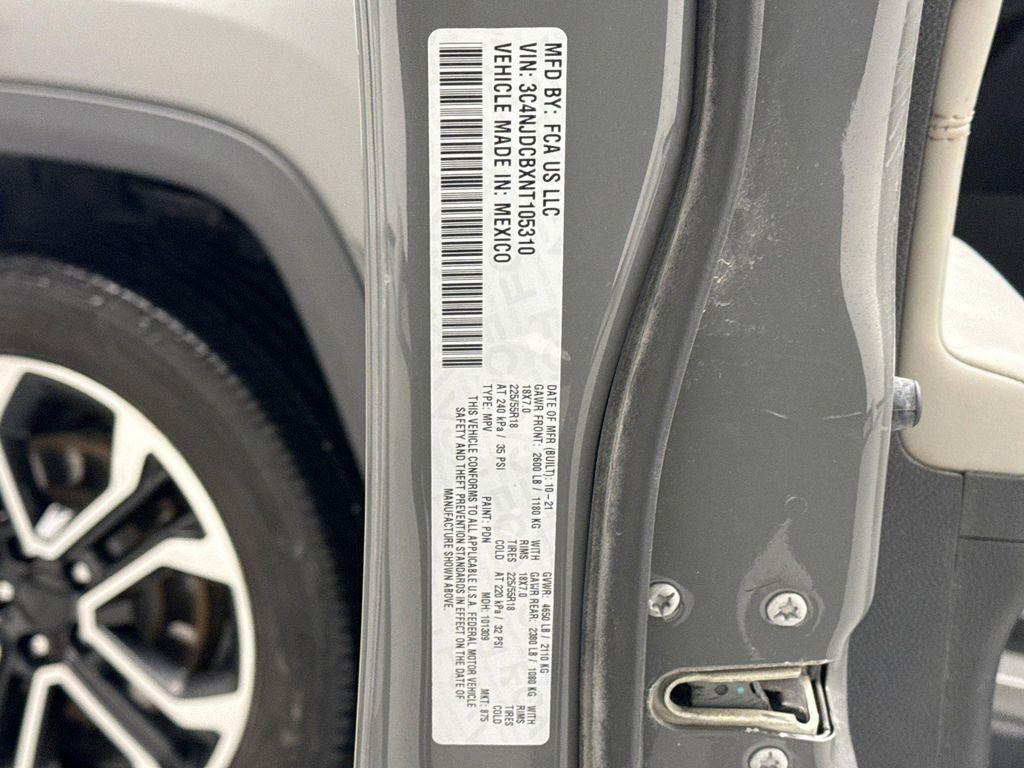 MFD BY: FCA US LLC
VIN: 3C4NJDCBXNT105310
VEHICLE MADE IN: MEXICO
DATE OF MFR (BUILT): 10-21 GVWR: 4650 LB / 2110 KG
GAWR FRONT: 2600 LB / 1180 KG WITH GAWR REAR: 2380 LB / 1080 KG WITH
18X7.0 RIMS 18X7.0 RIMS
225/55R18 TIRES 225/55R18 TIRES
AT 240 kPa / 35 PSI COLD AT 220 kPa / 32 PSI COLD
TYPE: MPV PAINT: PDN MDH: 101309 MKT: 875
THIS VEHICLE CONFORMS TO ALL APPLICABLE U.S.A. FEDERAL MOTOR VEHICLE
SAFETY AND THEFT PREVENTION STANDARDS IN EFFECT ON THE DATE OF
MANUFACTURE SHOWN ABOVE.